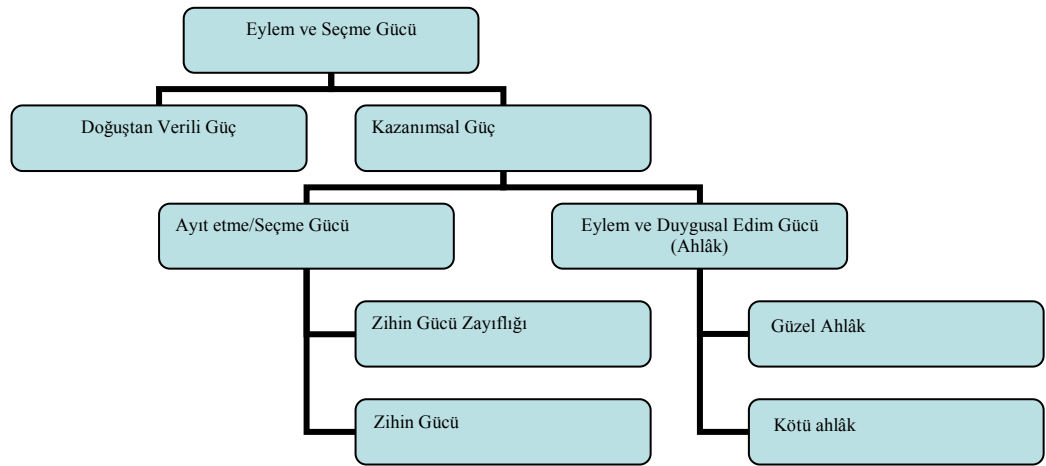 Eylem ve Seçme Gücü
Doğuştan Verili Güç
Kazanımsal Güç
Ayıt etme/Seçme Gücü
Eylem ve Duygusal Edim Gücü
(Ahlâk)
Zihin Gücü Zayıflığı
Güzel Ahlâk
Zihin Gücü
Kötü ahlâk